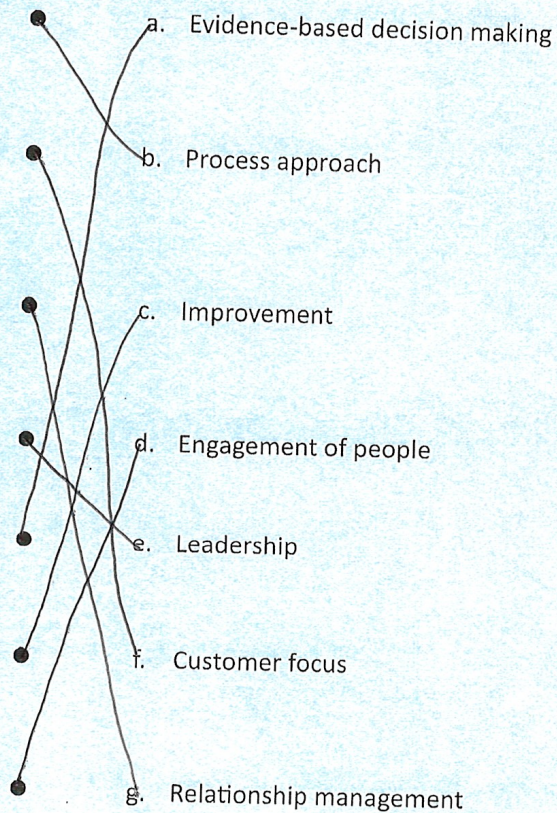 a. Evidence-based decision making
b. Process approach
c. Improvement
d. Engagement of people
e. Leadership
f. Customer focus
g. Relationship management